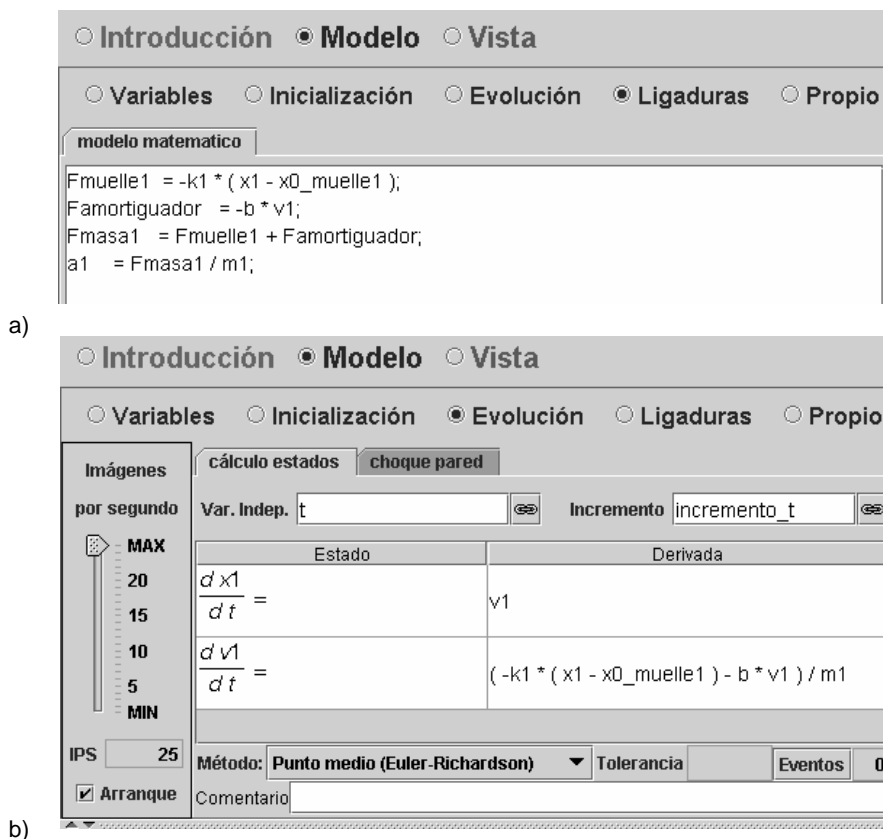 Introducción Modelo Vista
Variables Inicialización Evolución Ligaduras Propio
modelo matematico
Fmuelle1 = -k1 * ( x1 - x0_muelle1 );
Famortiguador = -b * v1;
Fmasa1 = Fmuelle1 + Famortiguador;
a1 = Fmasa1 / m1;
a)
Introducción Modelo Vista
Variables Inicialización Evolución Ligaduras Propio
Imágenes
por segundo
MAX
20
15
10
5
MIN
IPS 25
Arranque
cálculo estados choque pared
Var. Indep. t Incremento incremento_t
Estado Derivada
d x1
d t = v1
d v1
d t = ( -k1 * ( x1 - x0_muelle1 ) - b * v1 ) / m1
Método: Punto medio (Euler-Richardson) Tolerancia Eventos 0
Comentario
b)